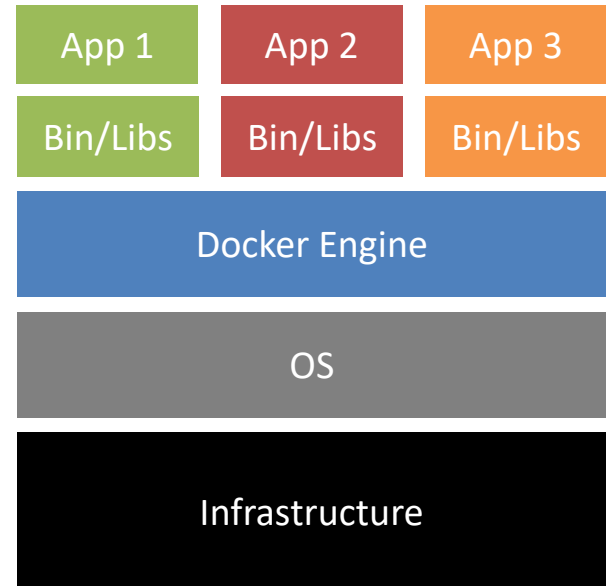 App 1
App 2
App 3
Bin/Libs
Bin/Libs
Bin/Libs
Docker Engine
OS
Infrastructure